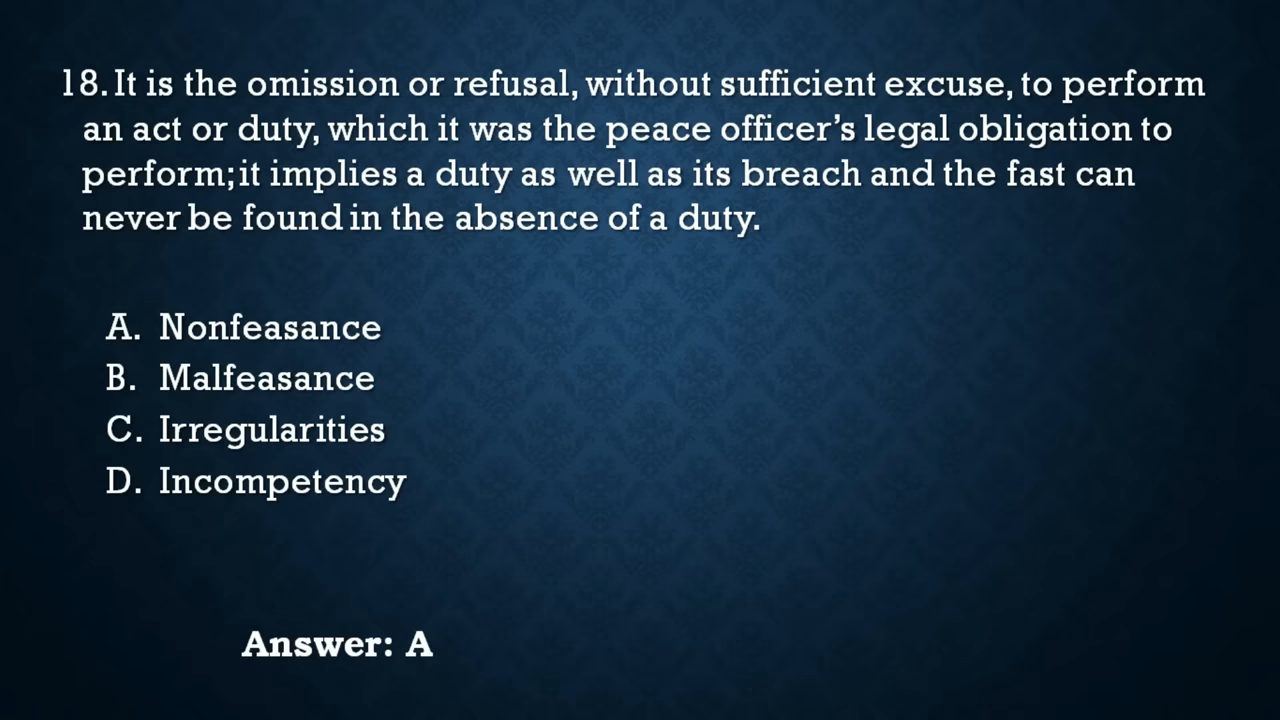 18. It is the omission or refusal, without sufficient excuse, to perform
an act or duty, which it was the peace officer’s legal obligation to
perform; it implies a duty as well as its breach and the fast can
never be found in the absence of a duty.
A. Nonfeasance
B. Malfeasance
C. Irregularities
D. Incompetency
Answer: A